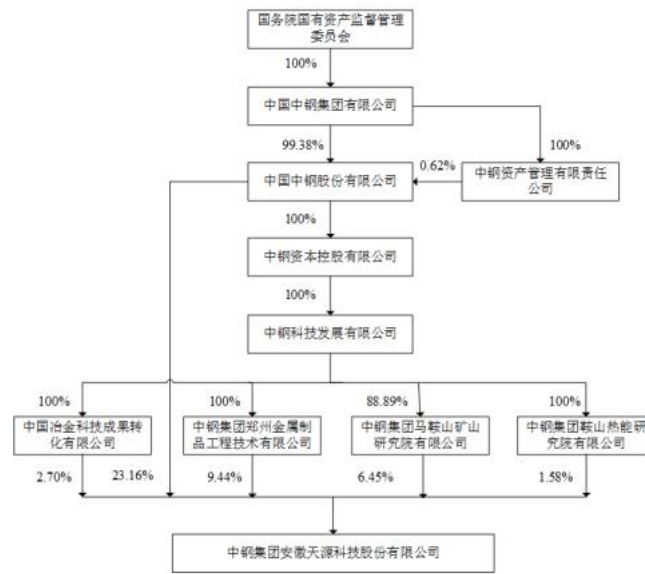 国务院国有资产监督管理
委员会
100%
中国中钢集团有限公司
99.38%
100%
0.62%
中国中钢股份有限公司
中钢资产管理有限责任
公司
100%
中钢资本控股有限公司
100%
中钢科技发展有限公司
100%
100%
88.89%
100%
中国冶金科技成果转
化有限公司
中钢集团郑州金属制
品工程技术有限公司
中钢集团马鞍山矿山
研究院有限公司
中钢集团鞍山热能研
究院有限公司
2.70%
23.16%
9.44%
6.45%
1.58%
中钢集团安徽天源科技股份有限公司